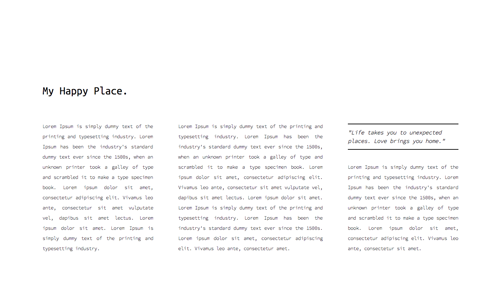 My Happy Place.
Lorem Ipsum is simply dummy text of the
printing and typesetting industry. Lorem
Ipsum has been the industry's standard
dummy text ever since the 1500s, when an
unknown printer took a galley of type
and scrambled it to make a type specimen
book. Lorem ipsum dolor sit amet,
consectetur adipiscing elit. Vivamus leo
ante, consectetur sit amet vulputate
vel, dapibus sit amet lectus. Lorem
ipsum dolor sit amet. Lorem Ipsum is
simply dummy text of the printing and
typesetting industry.
Lorem Ipsum is simply dummy text of the printing and
typesetting industry. Lorem Ipsum has been the
industry's standard dummy text ever since the 1500s,
when an unknown printer took a galley of type and
scrambled it to make a type specimen book. Lorem
ipsum dolor sit amet, consectetur adipiscing elit.
Vivamus leo ante, consectetur sit amet vulputate vel,
dapibus sit amet lectus. Lorem ipsum dolor sit amet.
Lorem Ipsum is simply dummy text of the printing and
typesetting industry. Lorem Ipsum has been the
industry's standard dummy text ever since the 1500s.
Lorem ipsum dolor sit amet, consectetur adipiscing
elit. Vivamus leo ante, consectetur sit amet.
"Life takes you to unexpected
places. Love brings you home."
Lorem Ipsum is simply dummy text of the
printing and typesetting industry. Lorem
Ipsum has been the industry's standard
dummy text ever since the 1500s, when an
unknown printer took a galley of type
and scrambled it to make a type specimen
book. Lorem ipsum dolor sit amet,
consectetur adipiscing elit. Vivamus leo
ante, consectetur sit amet.